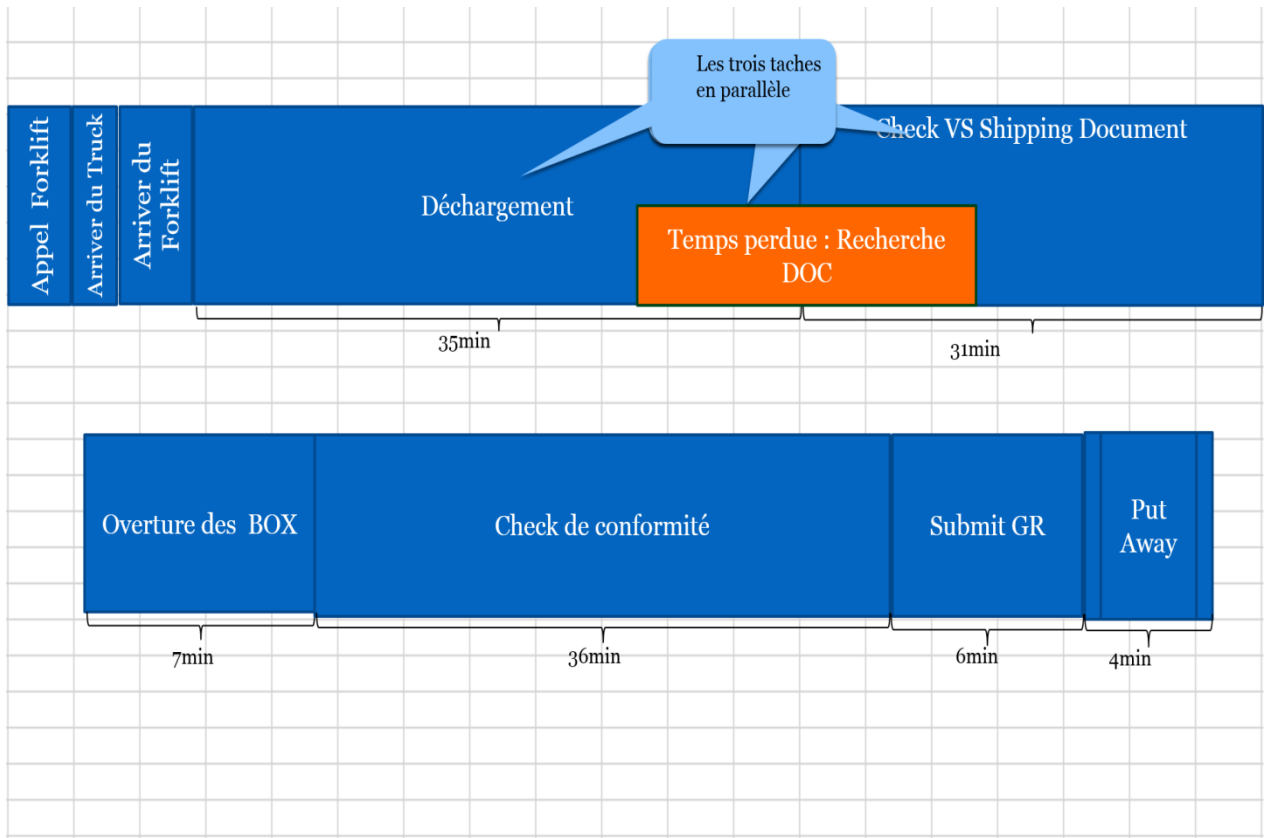 Les trois taches
en parallèle
Appel Forklift
Arriver du Truck
Arriver du
Forklift
Déchargement
Check VS Shipping Document
Temps perdue : Recherche
DOC
35min
31min
Overture des BOX
Check de conformité
Submit GR
Put
Away
7min
36min
6min
4min